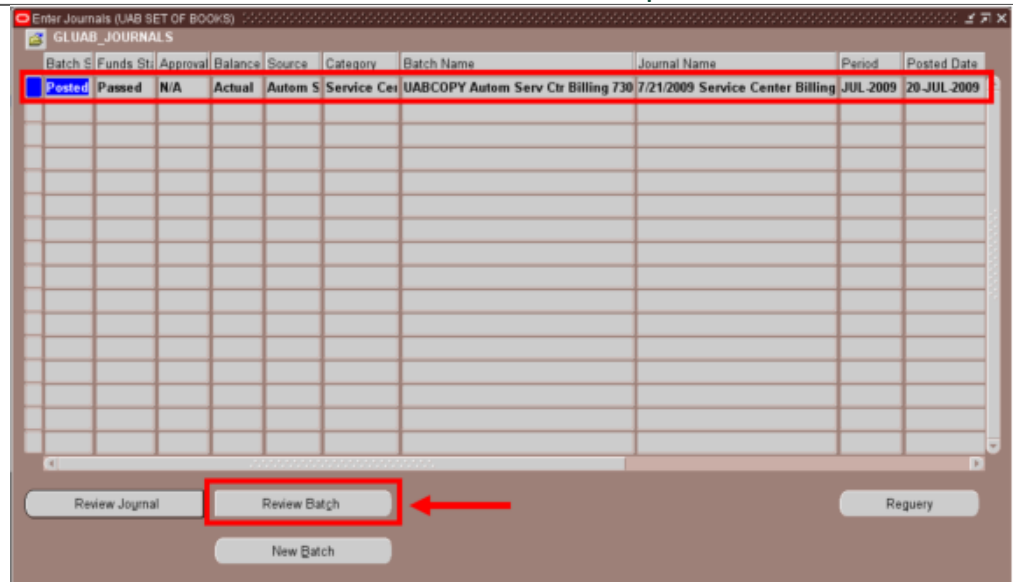 Enter Journals (UAB SET OF BOOKS)
GLUAB_JOURNALS
Batch S Funds Sta Approval Balance Source Category Batch Name Journal Name Period Posted Date
Posted Passed N/A Actual Autom S Service Cen UABCOPY Autom Serv Ctr Billing 730 7/21/2009 Service Center Billing JUL-2009 20-JUL-2009
Review Journal Review Batch Requery
New Batch